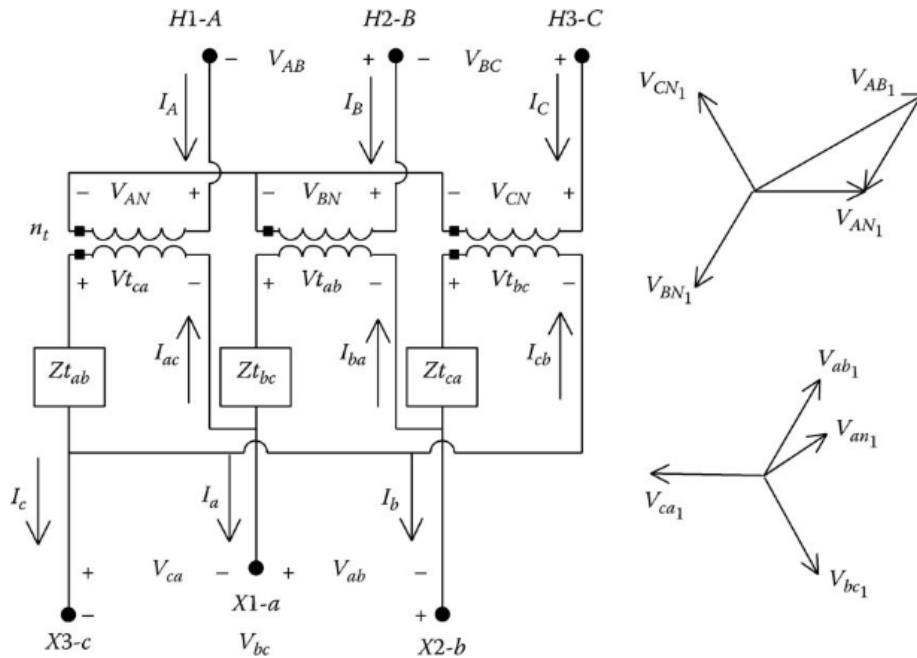 H1-A H2-B H3-C
− V_AB + − V_BC +
I_A I_B I_C
− V_AN + − V_BN + − V_CN +
n_t
+ Vt_ca − + Vt_ab − + Vt_bc −
Zt_ab I_ac Zt_bc I_ba Zt_ca I_cb
I_c I_a I_b
+ V_ca − + V_ab −
X1-a
− +
X3-c V_bc X2-b
V_CN1 V_AB1
V_AN1
V_BN1
V_ab1
V_an1
V_ca1
V_bc1